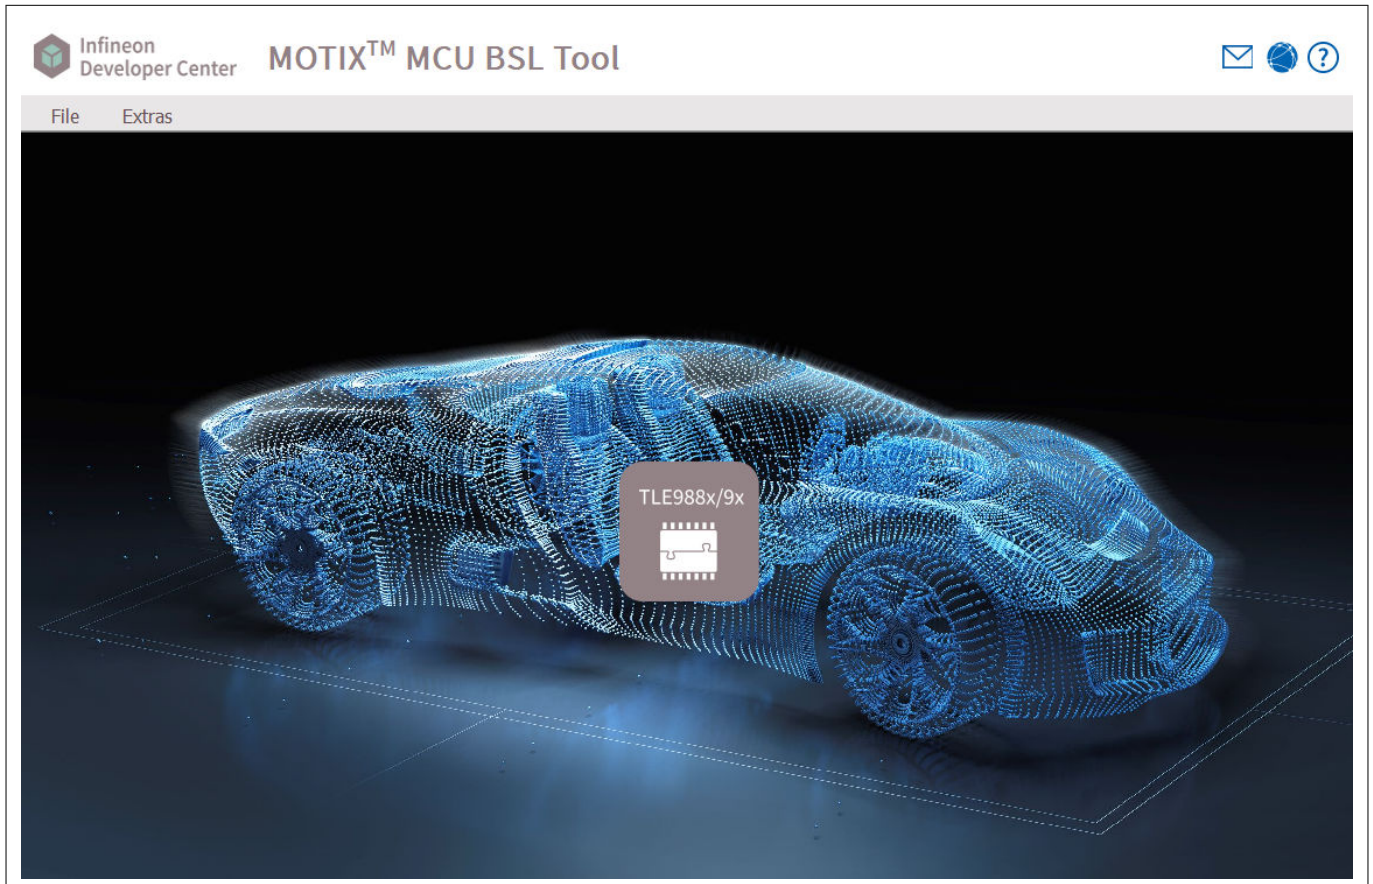 Infineon
Developer Center
MOTIX™ MCU BSL Tool
?
File Extras
TLE988x/9x